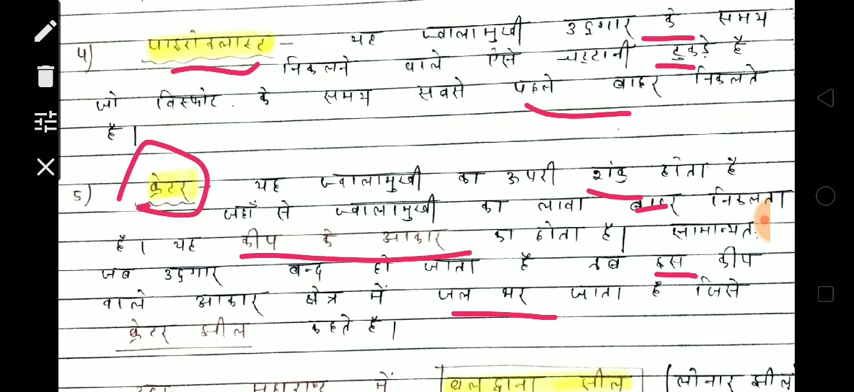 4) पाइरोक्लास्ट - यह ज्वालामुखी उद्गार के समय
निकलने वाले ऐसे चट्टानी टुकड़े है
जो विस्फोट के समय सबसे पहले बाहर निकलते
है।
5) क्रेटर - यह ज्वालामुखी का ऊपरी शंकु होता है
जहाँ से ज्वालामुखी का लावा बाहर निकलता
है। यह कीप के आकार का होता है। सामान्यत:
जब उद्गार बन्द हो जाता है तब इस कीप
वाले आकार क्षेत्र में जल भर जाता है जिसे
क्रेटर झील कहते है।
महाराष्ट्र में झील (लोनार झील